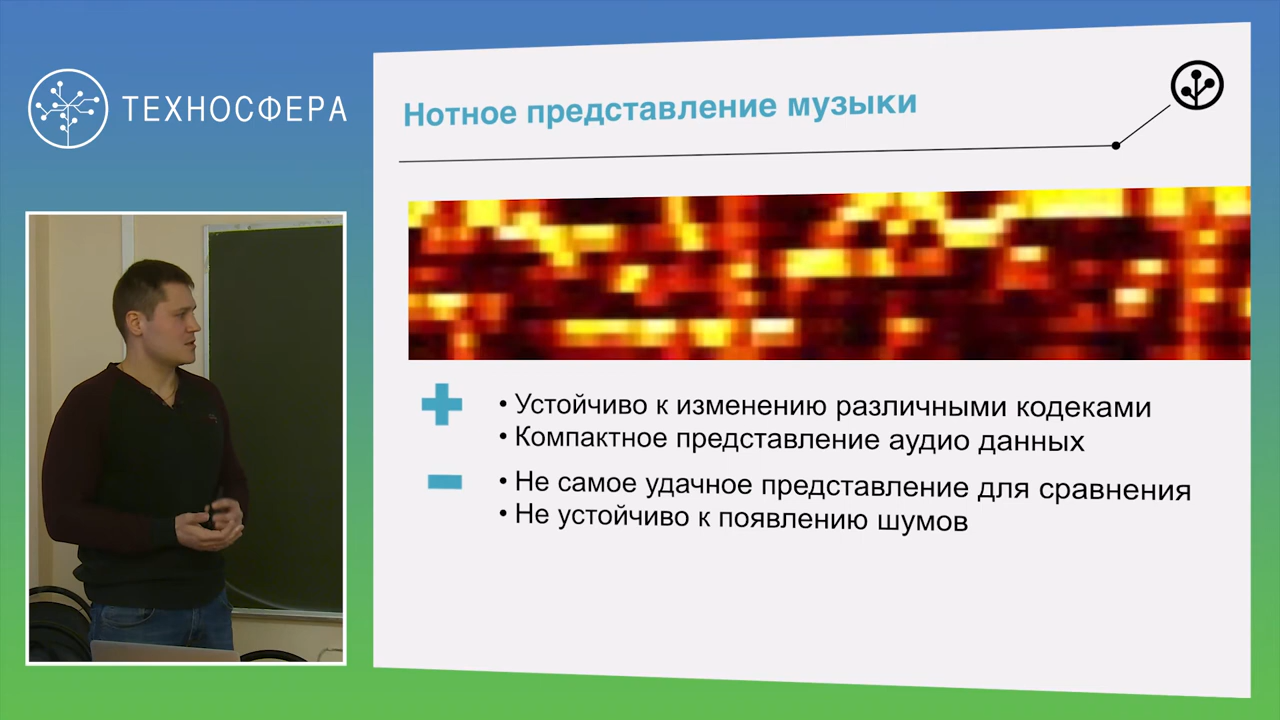 ТЕХНОСФЕРА
Нотное представление музыки
• Устойчиво к изменению различными кодеками
• Компактное представление аудио данных
• Не самое удачное представление для сравнения
• Не устойчиво к появлению шумов